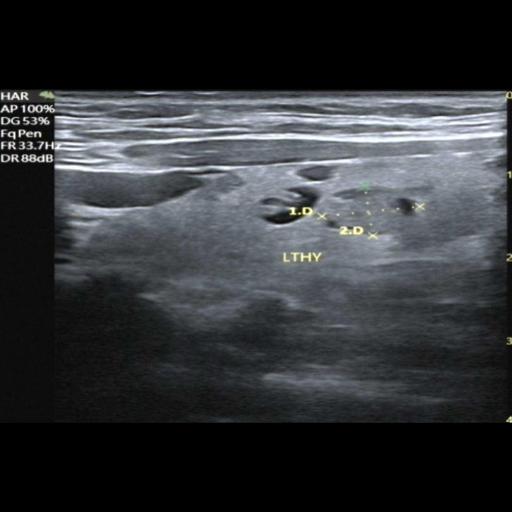 HAR
AP 100%
DG 53%
Fq Pen
FR 33.7Hz
DR 88dB
0
1
1.D
2.D
LTHY
2
3
4